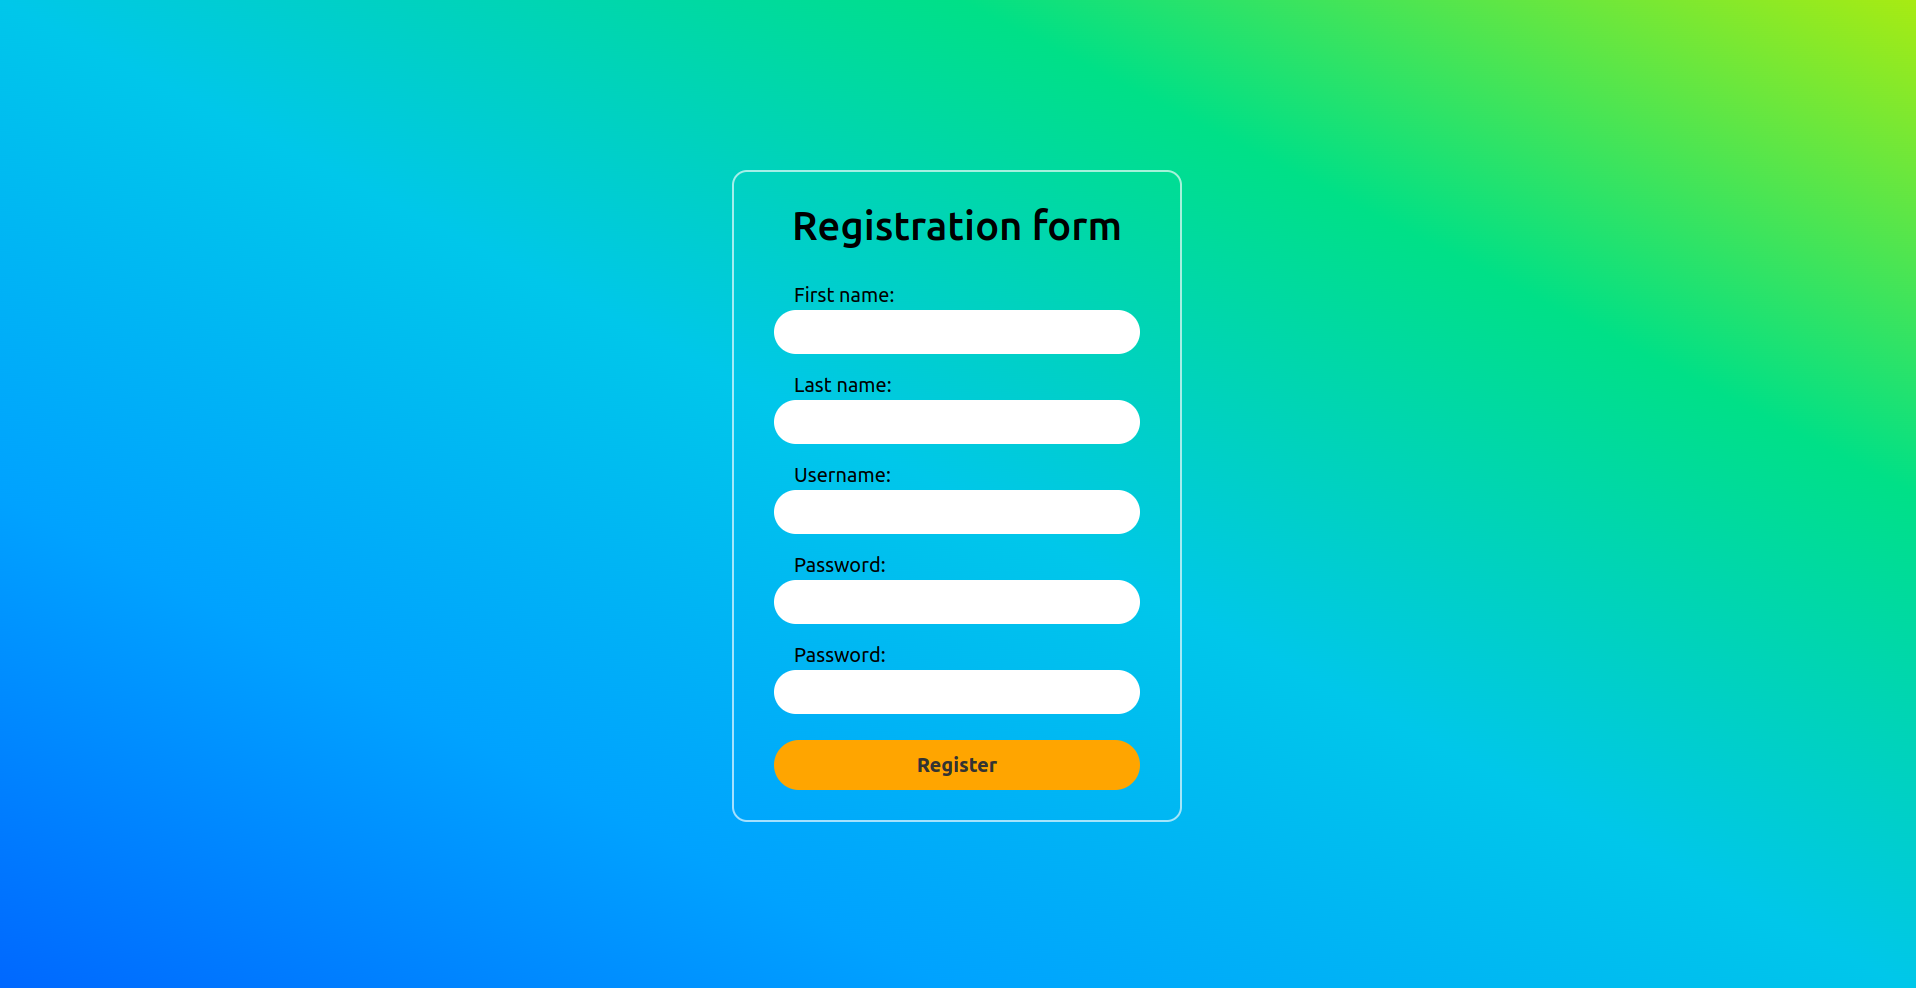 Registration form
First name:
Last name:
Username:
Password:
Password:
Register